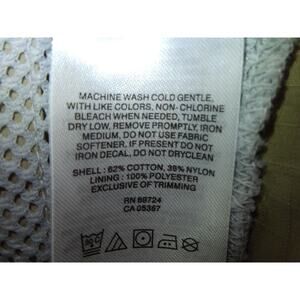 MACHINE WASH COLD GENTLE,
WITH LIKE COLORS, NON- CHLORINE
BLEACH WHEN NEEDED, TUMBLE
DRY LOW, REMOVE PROMPTLY, IRON
MEDIUM, DO NOT USE FABRIC
SOFTENER, IF PRESENT DO NOT
IRON DECAL, DO NOT DRYCLEAN
SHELL : 62% COTTON, 38% NYLON
LINING : 100% POLYESTER
EXCLUSIVE OF TRIMMING
RN 88724
CA 05367